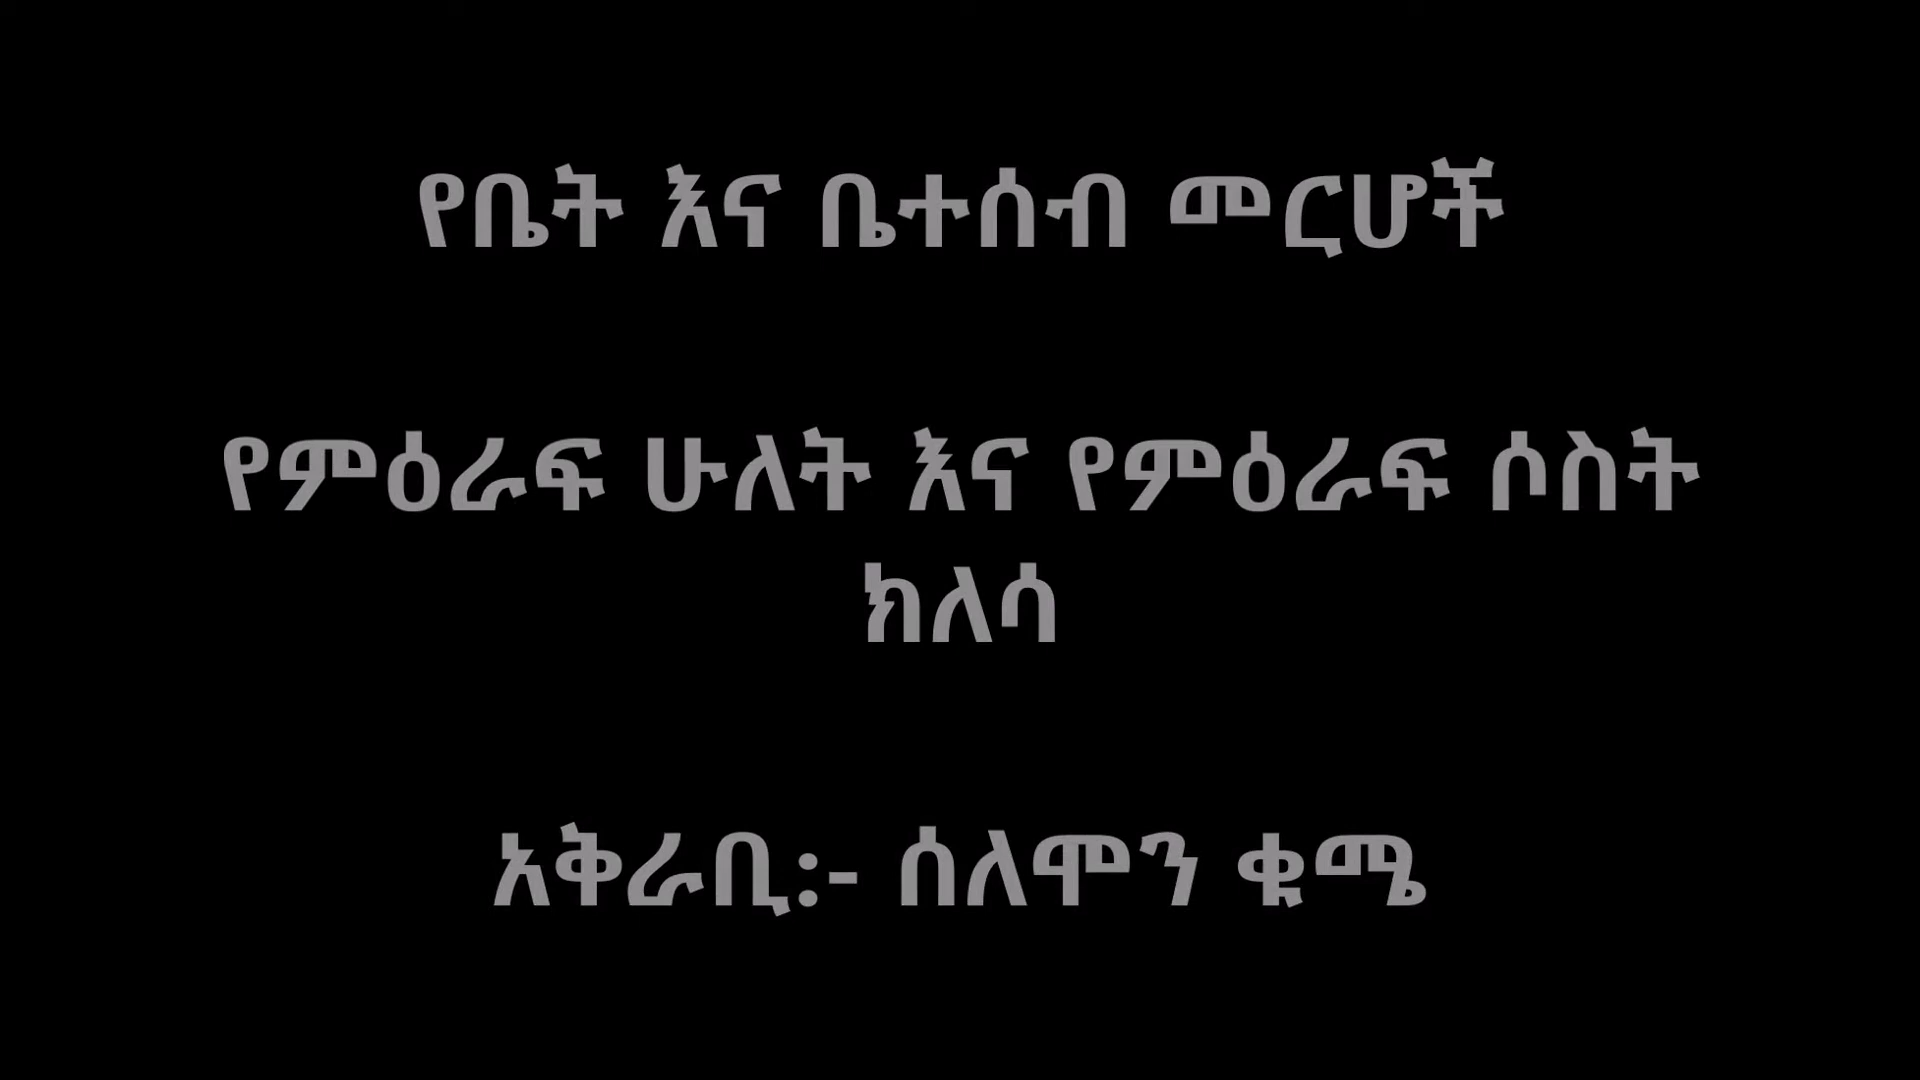 የቤት እና ቤተሰብ መርሆች
የምዕራፍ ሁለት እና የምዕራፍ ሶስት
ክለሳ
አቅራቢ:- ሰለሞን ቁሜ